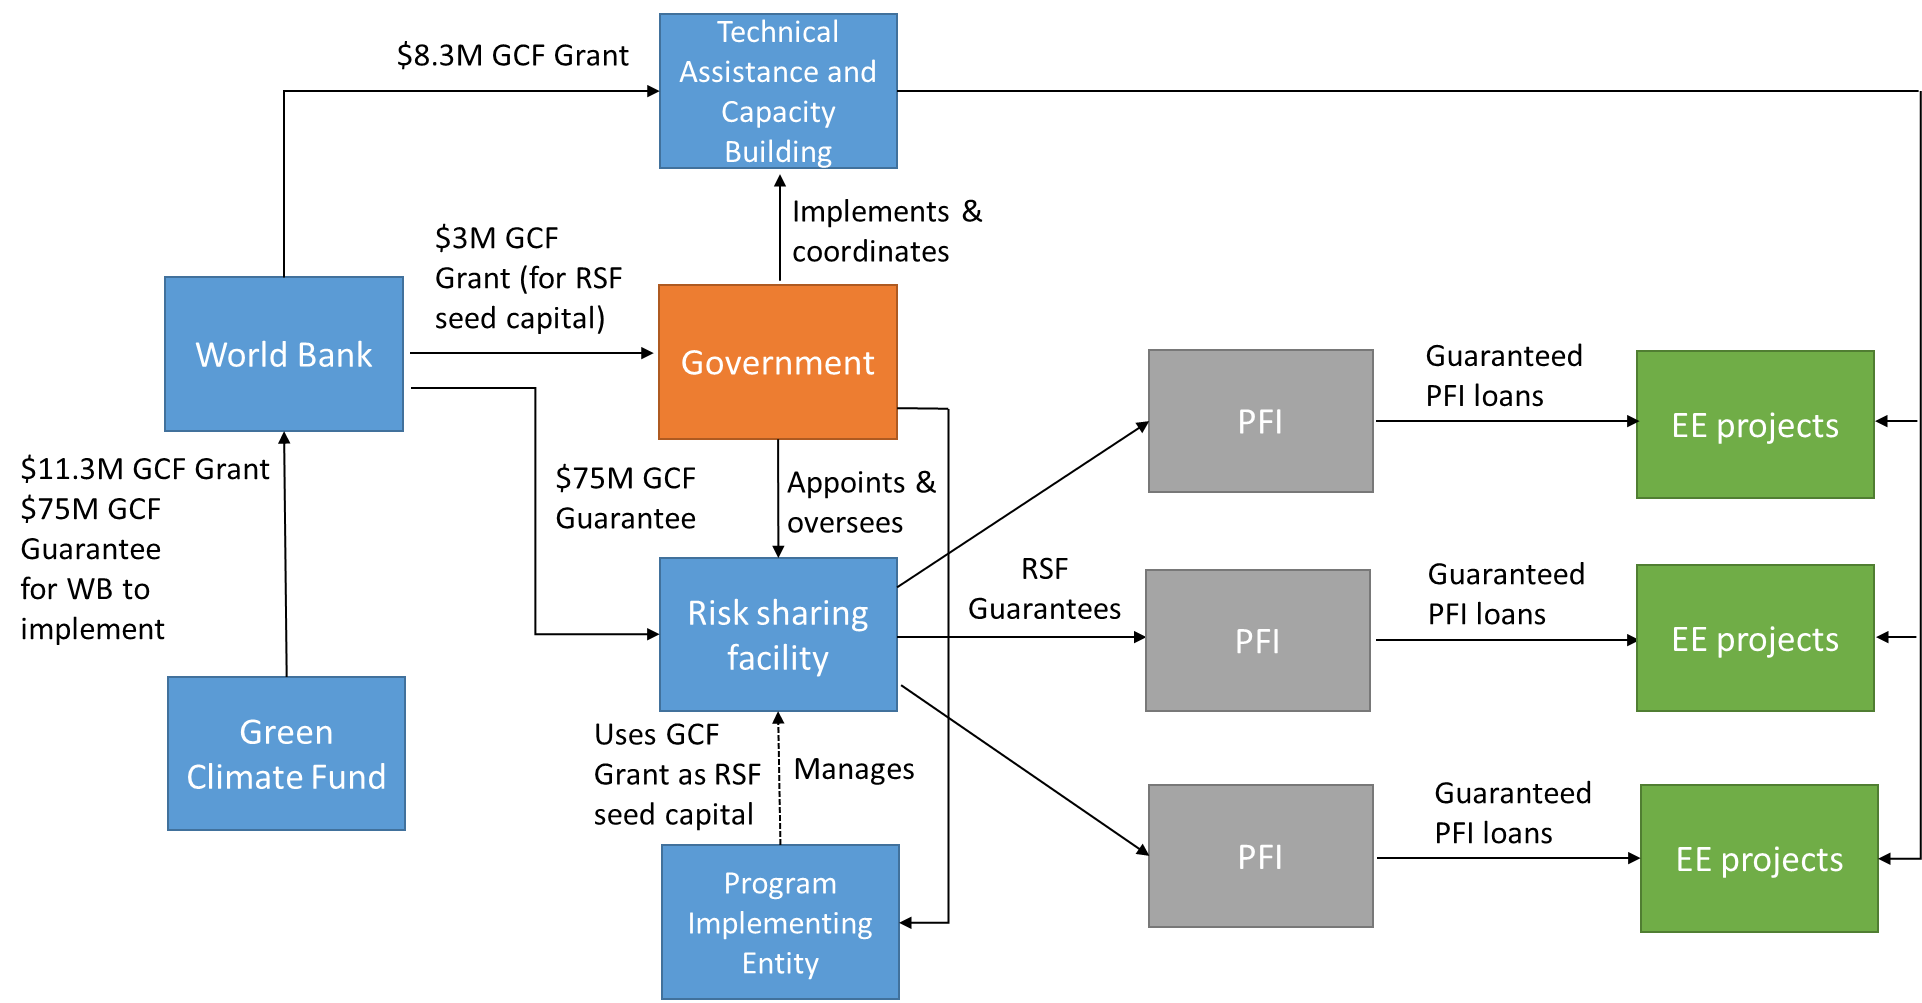 $8.3M GCF Grant
Technical
Assistance and
Capacity
Building
Implements &
coordinates
$3M GCF
Grant (for RSF
seed capital)
World Bank
Government
$11.3M GCF Grant
$75M GCF
Guarantee
for WB to
implement
$75M GCF
Guarantee
Appoints &
oversees
Green
Climate Fund
Risk sharing
facility
RSF
Guarantees
Uses GCF
Grant as RSF
seed capital
Manages
Program
Implementing
Entity
PFI
Guaranteed
PFI loans
EE projects
PFI
Guaranteed
PFI loans
EE projects
PFI
Guaranteed
PFI loans
EE projects